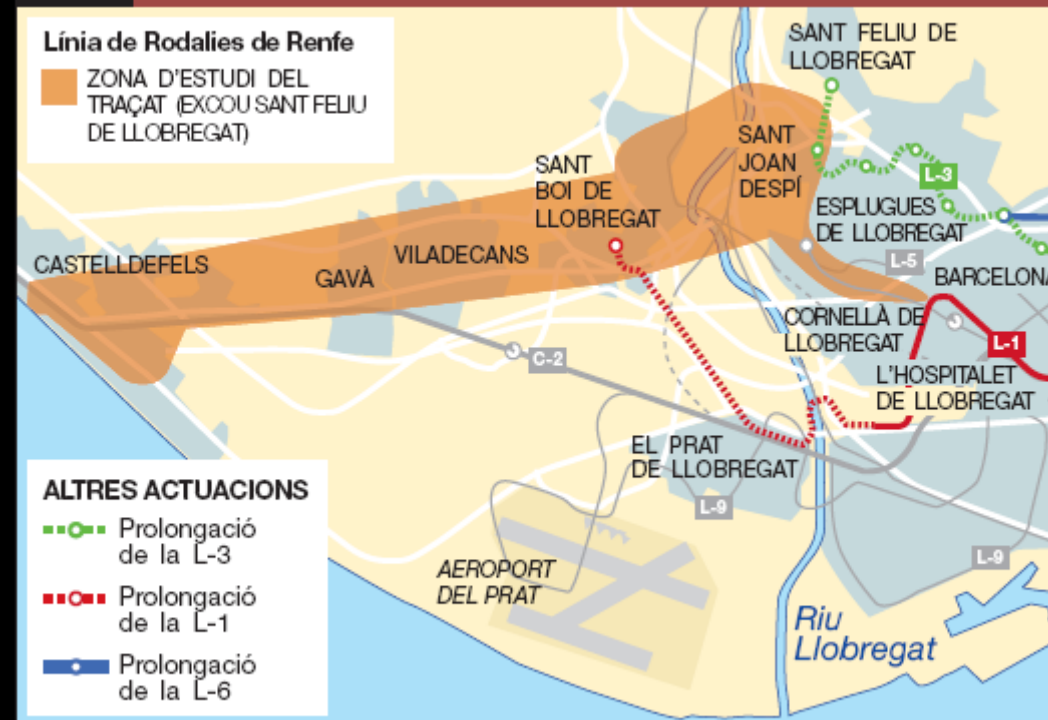 Línia de Rodalies de Renfe
ZONA D'ESTUDI DEL
TRAÇAT (EXCOU SANT FELIU
DE LLOBREGAT)
SANT FELIU DE
LLOBREGAT
SANT
JOAN
DESPÍ
SANT
BOI DE
LLOBREGAT
L-3
ESPLUGUES
DE LLOBREGAT
L-5
BARCELONA
CASTELLDEFELS
GAVÀ
VILADECANS
C-2
CORNELLÀ DE
LLOBREGAT
L-1
L'HOSPITALET
DE LLOBREGAT
EL PRAT
DE LLOBREGAT
L-9
L-9
AEROPORT
DEL PRAT
Riu
Llobregat
ALTRES ACTUACIONS
Prolongació
de la L-3
Prolongació
de la L-1
Prolongació
de la L-6